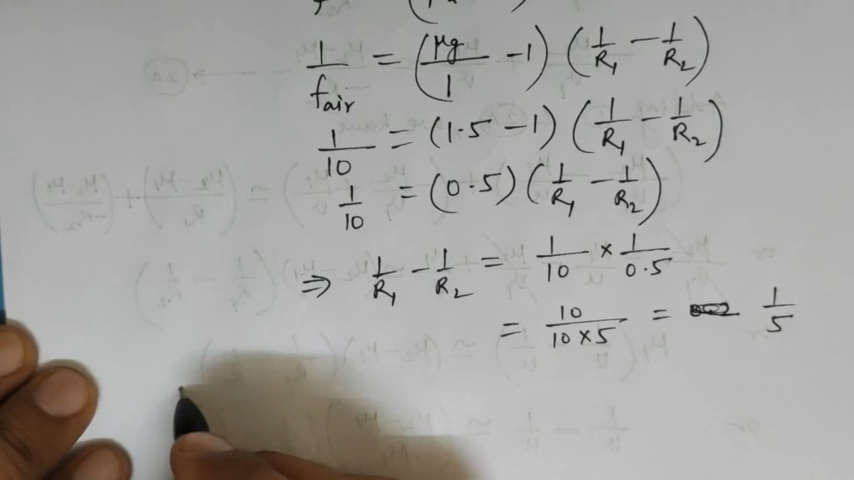 1/f_air = (μg/1 - 1) (1/R₁ - 1/R₂)
1/10 = (1.5 - 1) (1/R₁ - 1/R₂)
1/10 = (0.5) (1/R₁ - 1/R₂)
⇒ 1/R₁ - 1/R₂ = 1/10 × 1/0.5
= 10/10×5 = 1/5